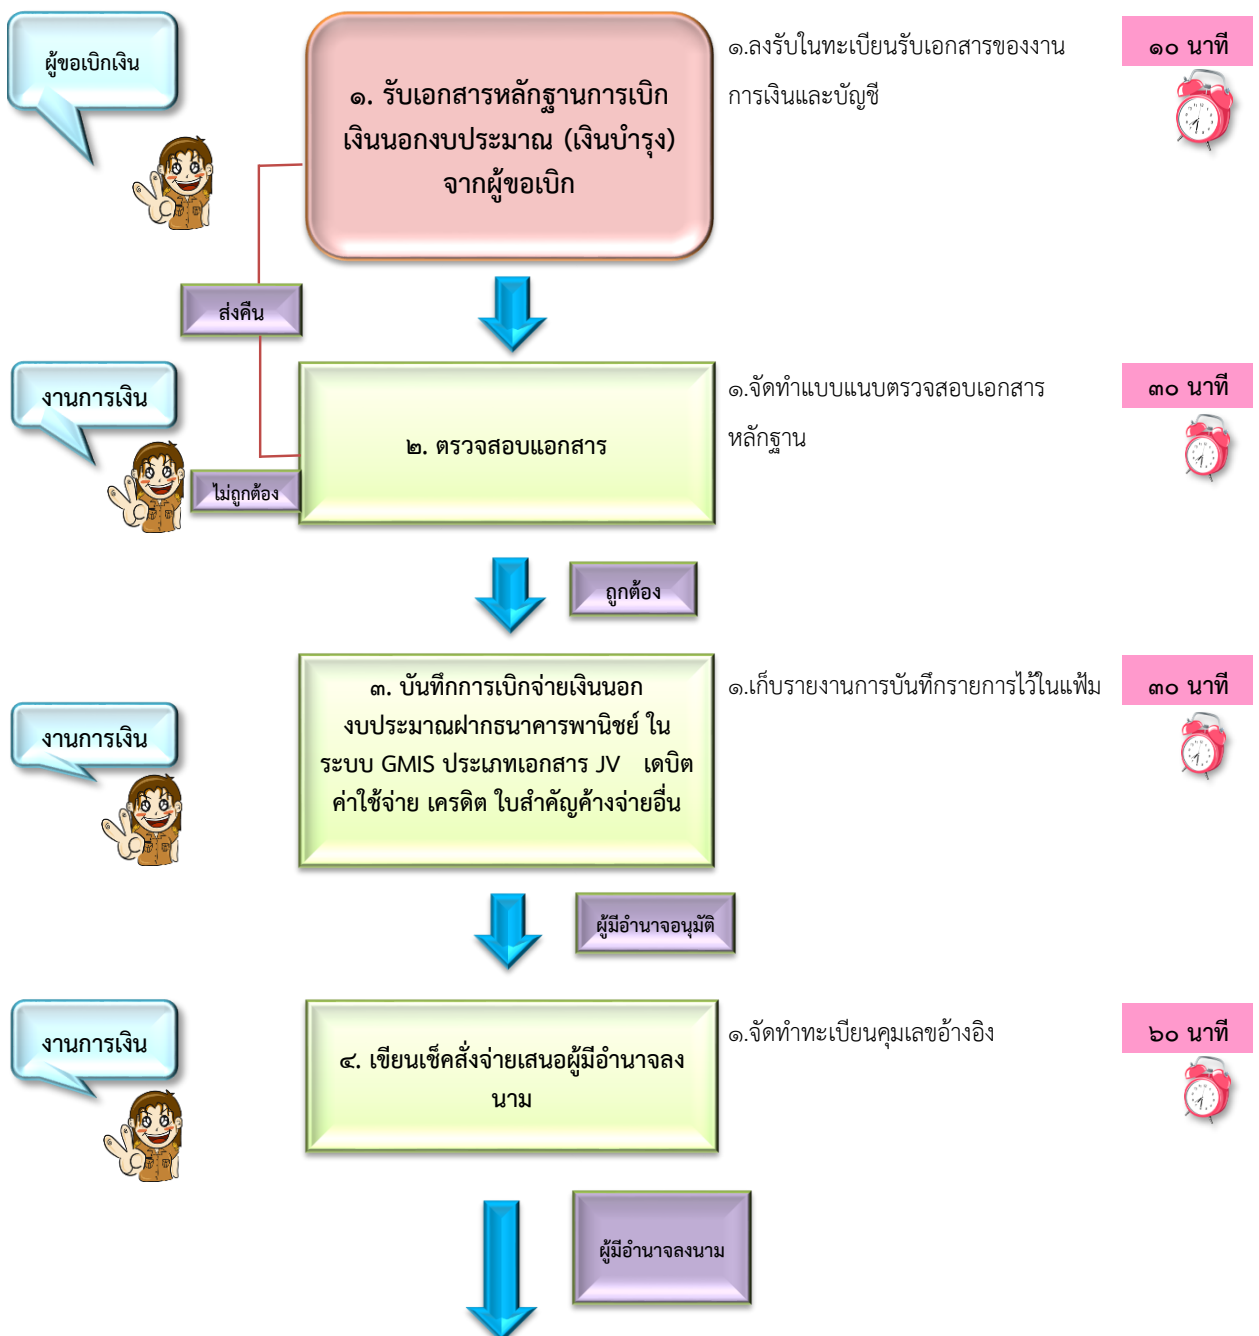 ผู้ขอเบิกเงิน
๑. รับเอกสารหลักฐานการเบิก
เงินนอกงบประมาณ (เงินบำรุง)
จากผู้ขอเบิก
๑.ลงรับในทะเบียนรับเอกสารของงาน
การเงินและบัญชี
๑๐ นาที
ส่งคืน
งานการเงิน
๒. ตรวจสอบแอกสาร
๑.จัดทำแบบแนบตรวจสอบเอกสาร
หลักฐาน
๓๐ นาที
ไม่ถูกต้อง
ถูกต้อง
งานการเงิน
๓. บันทึกการเบิกจ่ายเงินนอก
งบประมาณฝากธนาคารพานิชย์ ใน
ระบบ GMIS ประเภทเอกสาร JV เดบิต
ค่าใช้จ่าย เครดิต ใบสำคัญค้างจ่ายอื่น
๑.เก็บรายงานการบันทึกรายการไว้ในแฟ้ม
๓๐ นาที
ผู้มีอำนาจอนุมัติ
งานการเงิน
๔. เขียนเช็คสั่งจ่ายเสนอผู้มีอำนาจลง
นาม
๑.จัดทำทะเบียนคุมเลขอ้างอิง
๖๐ นาที
ผู้มีอำนาจลงนาม